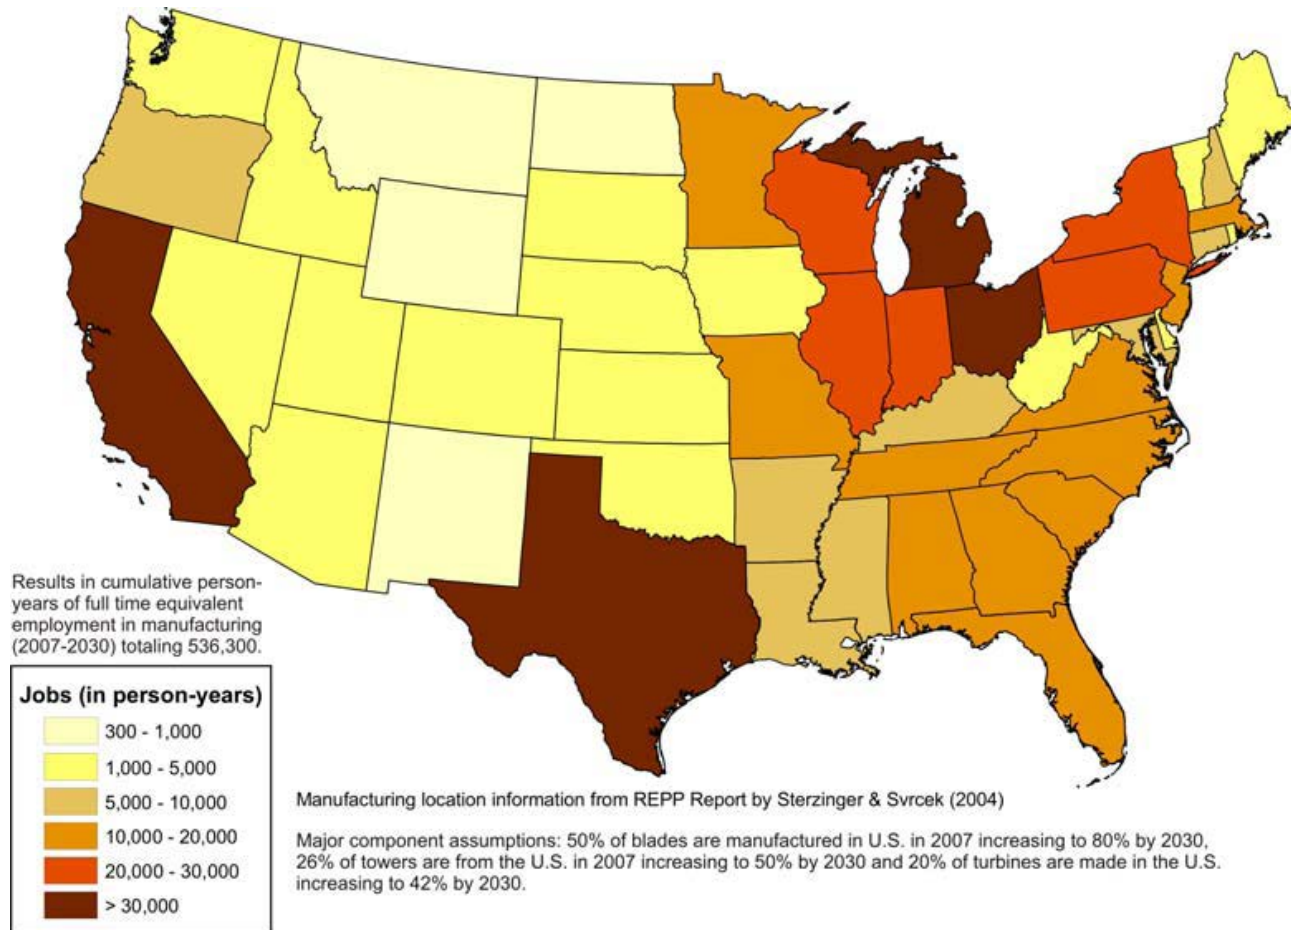 Results in cumulative person-
years of full time equivalent
employment in manufacturing
(2007-2030) totaling 536,300.
Jobs (in person-years)
300 - 1,000
1,000 - 5,000
5,000 - 10,000
10,000 - 20,000
20,000 - 30,000
> 30,000
Manufacturing location information from REPP Report by Sterzinger & Svrcek (2004)
Major component assumptions: 50% of blades are manufactured in U.S. in 2007 increasing to 80% by 2030,
26% of towers are from the U.S. in 2007 increasing to 50% by 2030 and 20% of turbines are made in the U.S.
increasing to 42% by 2030.